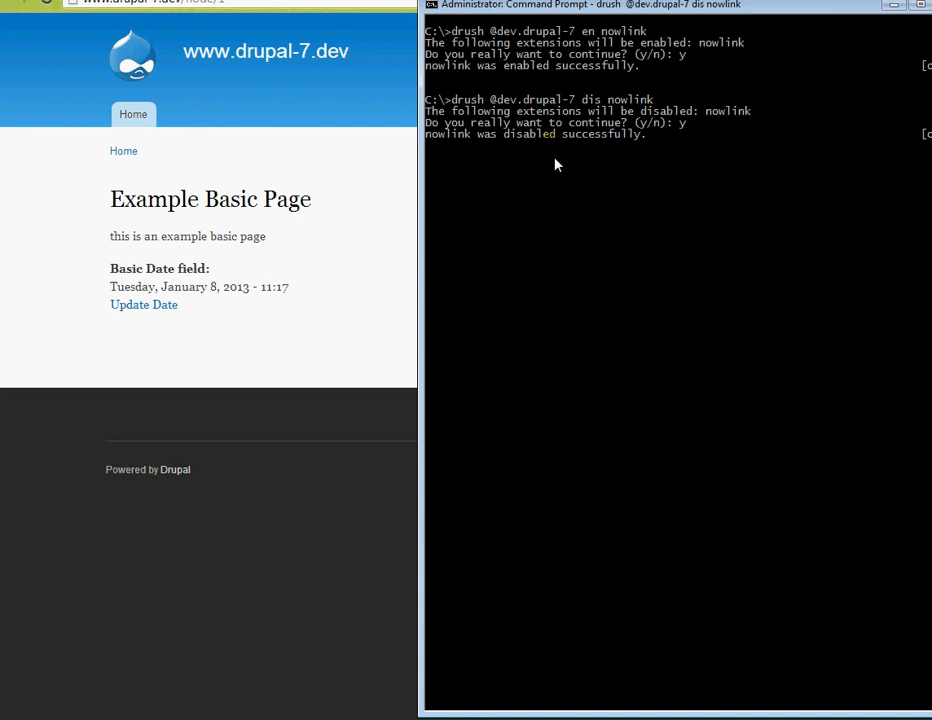 www.drupal-7.dev/node/1
www.drupal-7.dev
Home
Home
Example Basic Page
this is an example basic page
Basic Date field:
Tuesday, January 8, 2013 - 11:17
Update Date
Powered by Drupal
Administrator: Command Prompt - drush @dev.drupal-7 dis nowlink
C:\>drush @dev.drupal-7 en nowlink
The following extensions will be enabled: nowlink
Do you really want to continue? (y/n): y
nowlink was enabled successfully. [o
C:\>drush @dev.drupal-7 dis nowlink
The following extensions will be disabled: nowlink
Do you really want to continue? (y/n): y
nowlink was disabled successfully. [o